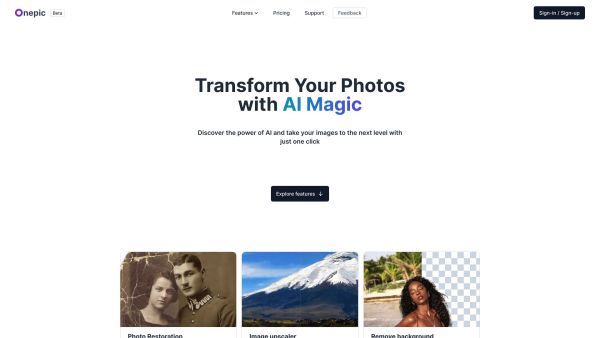 Onepic Beta
Features Pricing Support Feedback
Sign-in / Sign-up
Transform Your Photos
with AI Magic
Discover the power of AI and take your images to the next level with
just one click
Explore features
Photo Restoration
Image upscaler
Remove background